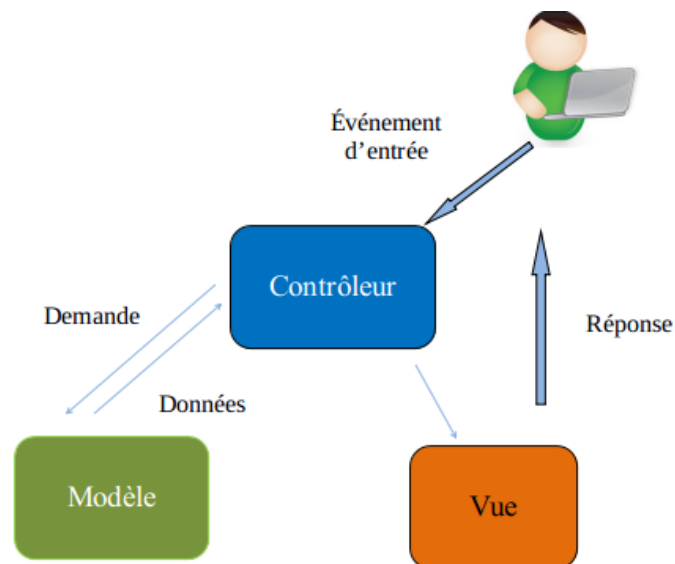 Événement
d’entrée
Contrôleur
Demande
Réponse
Données
Modèle
Vue